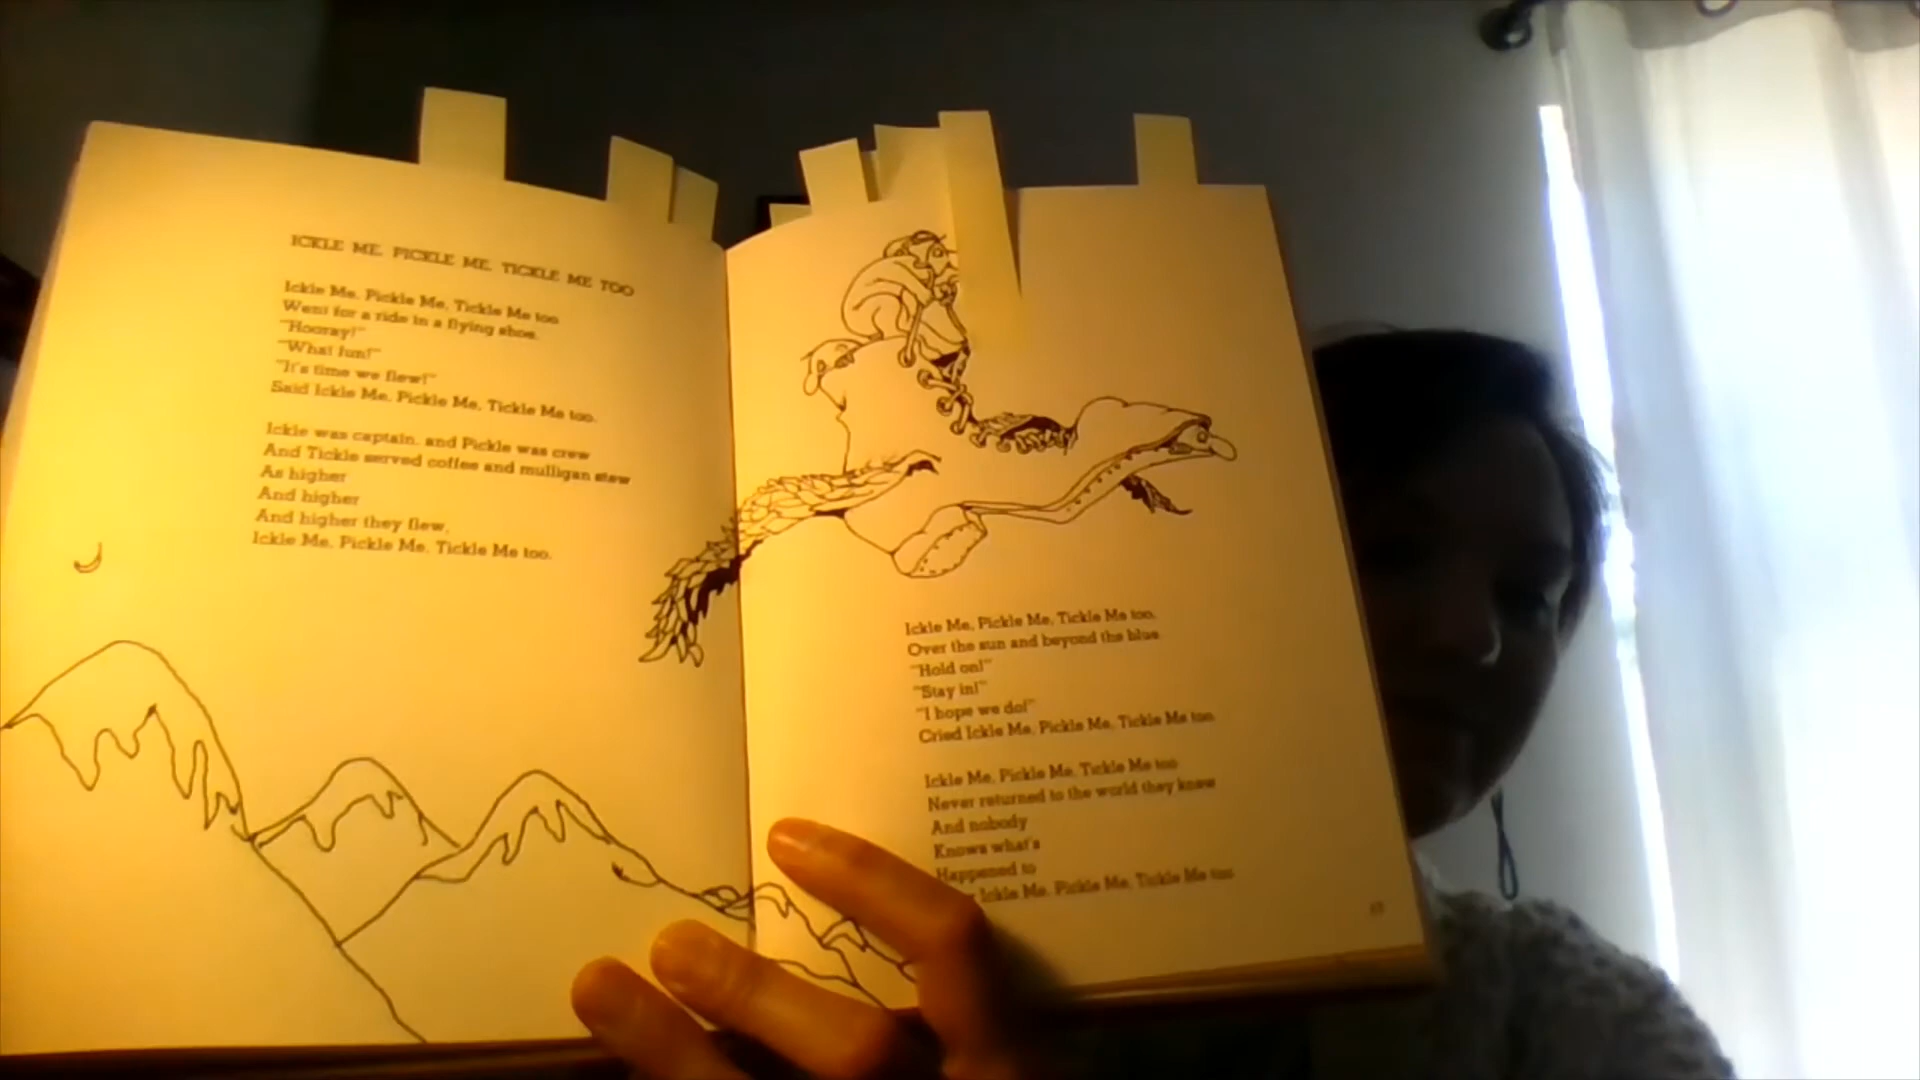 ICKLE ME, PICKLE ME, TICKLE ME TOO
Ickle Me, Pickle Me, Tickle Me too
Went for a ride in a flying shoe.
"Hooray!"
"What fun!"
"It's time we flew!"
Said Ickle Me, Pickle Me, Tickle Me too.
Ickle was captain, and Pickle was crew
And Tickle served coffee and mulligan stew
As higher
And higher
And higher they flew,
Ickle Me, Pickle Me, Tickle Me too.
Ickle Me, Pickle Me, Tickle Me too,
Over the sun and beyond the blue.
"Hold on!"
"Stay in!"
"I hope we do!"
Cried Ickle Me, Pickle Me, Tickle Me too.
Ickle Me, Pickle Me, Tickle Me too
Never returned to the world they knew
And nobody
Knows what's
Happened to
Ickle Me, Pickle Me, Tickle Me too.